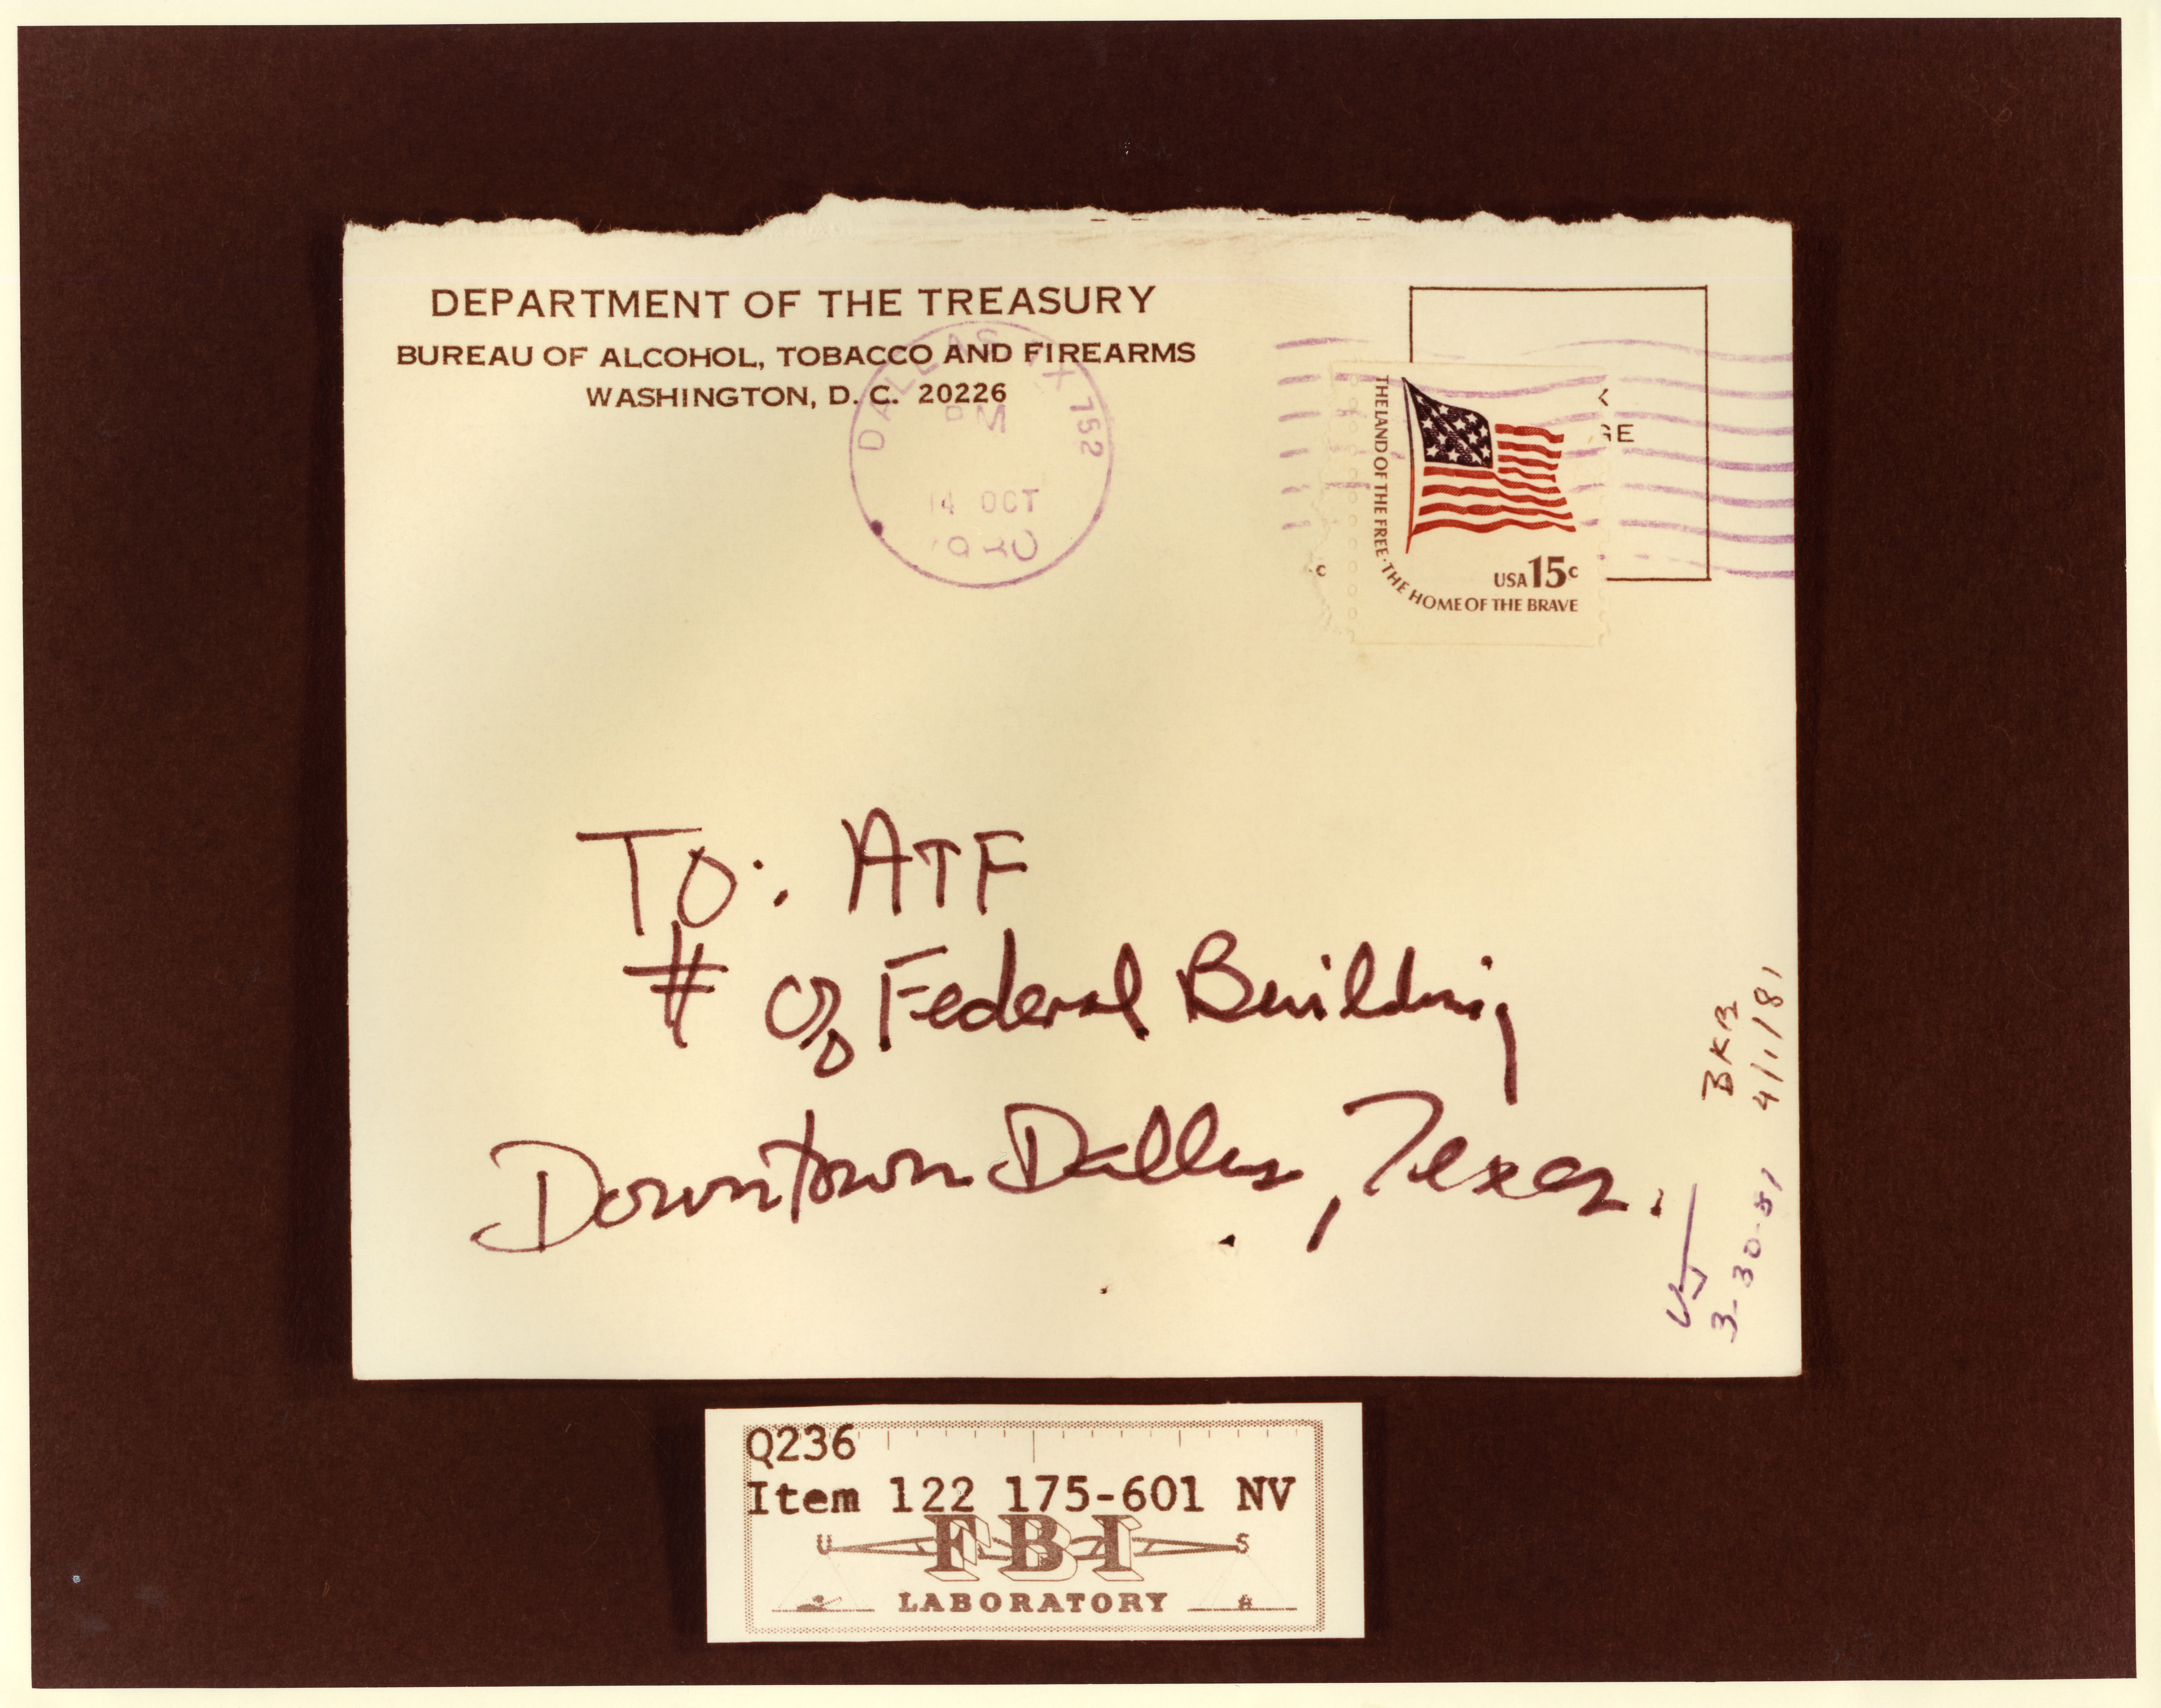 DEPARTMENT OF THE TREASURY
BUREAU OF ALCOHOL, TOBACCO AND FIREARMS
WASHINGTON, D. C. 20226
DALLAS TX 752
PM
14 OCT
1980
GE
THE LAND OF THE FREE · THE HOME OF THE BRAVE
USA 15c
To: ATF
# of Federal Building
Downtown Dallas, Texas.
BKB
4/1/81
3-30-81
Q236
Item 122 175-601 NV
U FBI S
LABORATORY